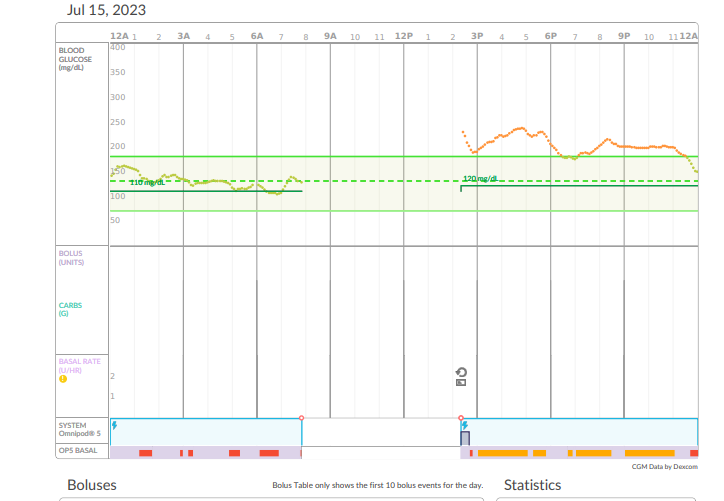 Jul 15, 2023
12A 1 2 3A 4 5 6A 7 8 9A 10 11 12P 1 2 3P 4 5 6P 7 8 9P 10 11 12A
BLOOD
GLUCOSE
(mg/dL)
400
350
300
250
200
150
100
50
110 mg/dL
120 mg/dL
BOLUS
(UNITS)
CARBS
(G)
BASAL RATE
(U/HR)
!
2
1
SYSTEM
Omnipod® 5
OP5 BASAL
CGM Data by Dexcom
Boluses
Bolus Table only shows the first 10 bolus events for the day.
Statistics